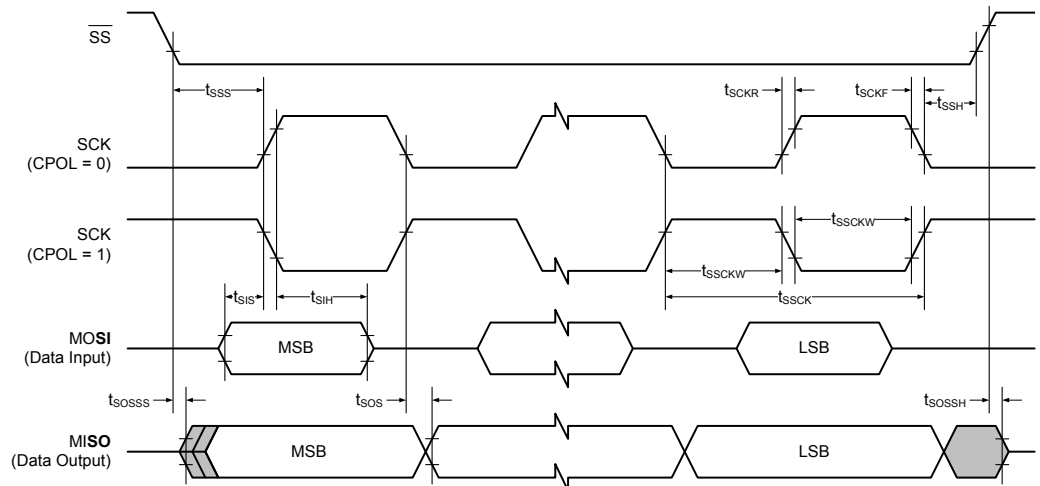 SS
tSSS
tSCKR
tSCKF
tSSH
SCK
(CPOL = 0)
SCK
(CPOL = 1)
tSSCKW
tSSCKW
tSSCK
tSIS
tSIH
MOSI
(Data Input)
MSB
LSB
tSOSSS
tSOS
tSOSSH
MISO
(Data Output)
MSB
LSB